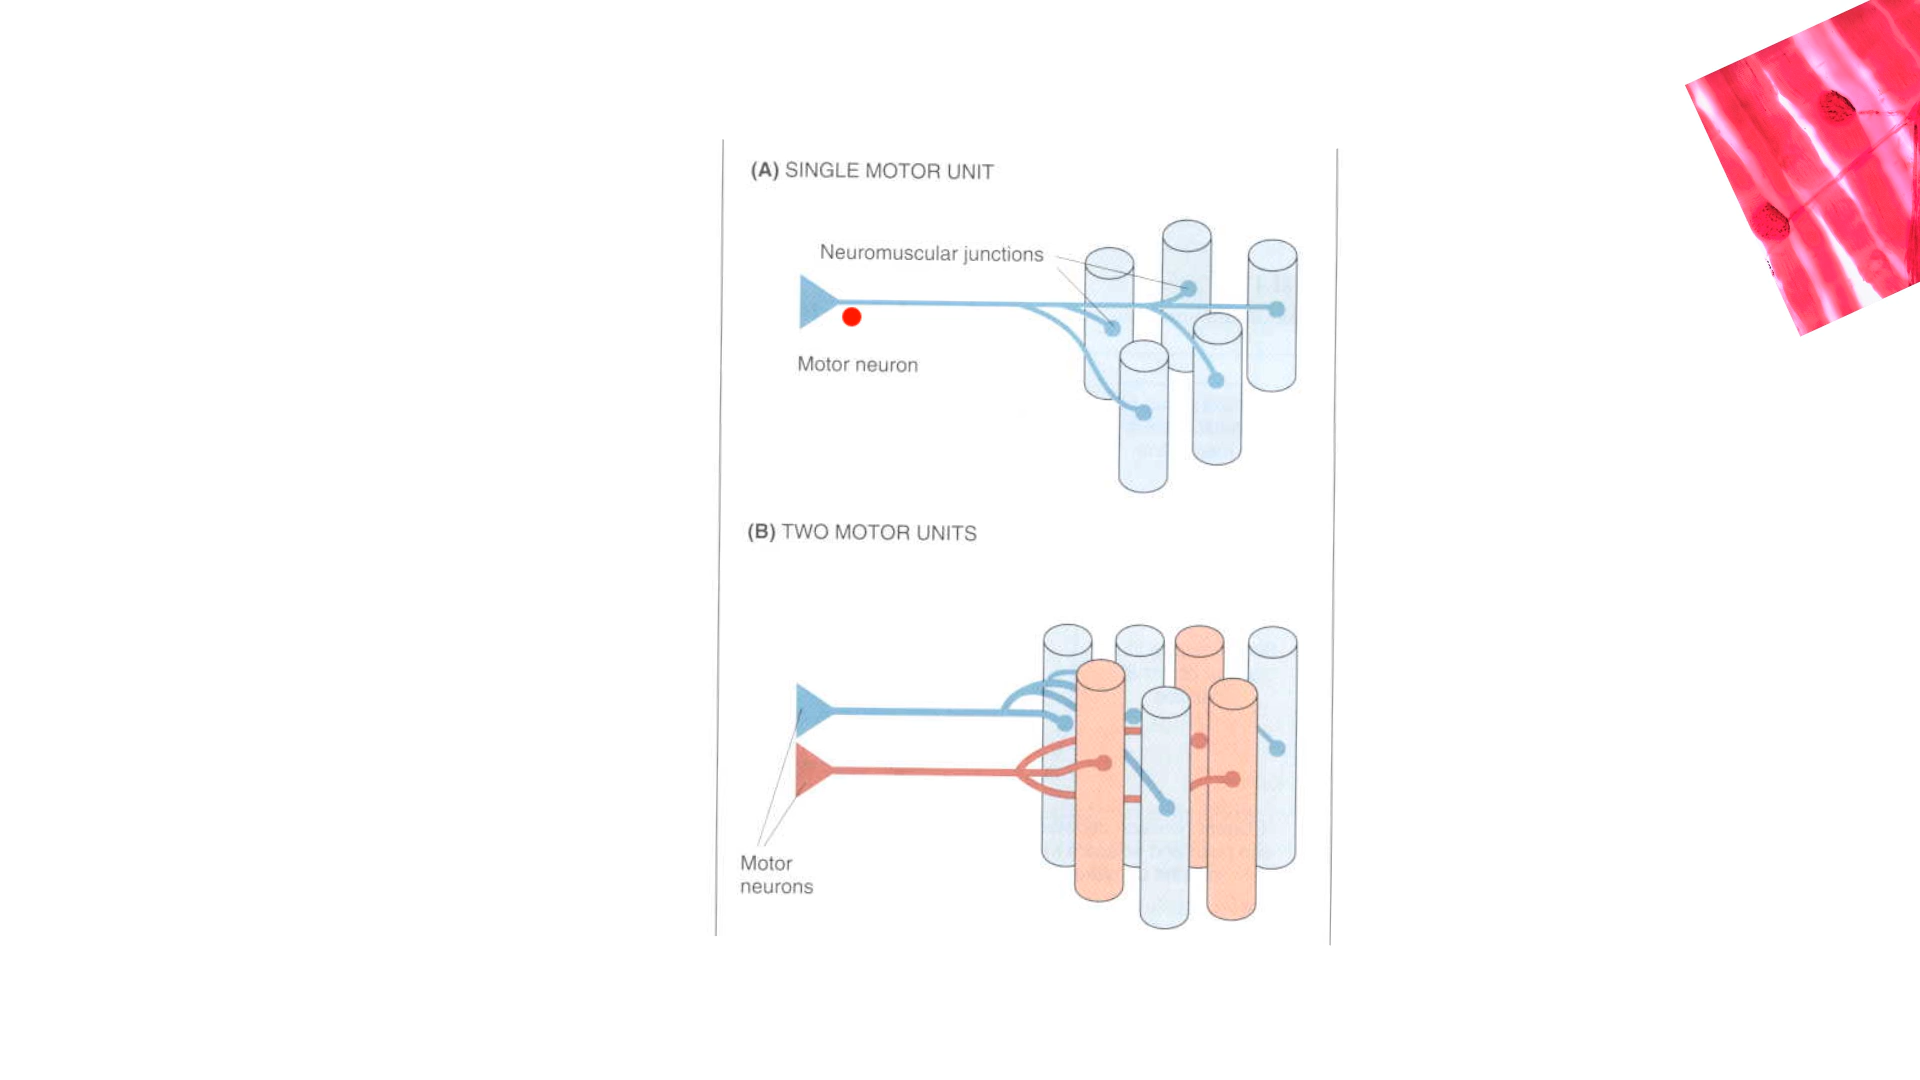 (A) SINGLE MOTOR UNIT
Neuromuscular junctions
Motor neuron
(B) TWO MOTOR UNITS
Motor
neurons